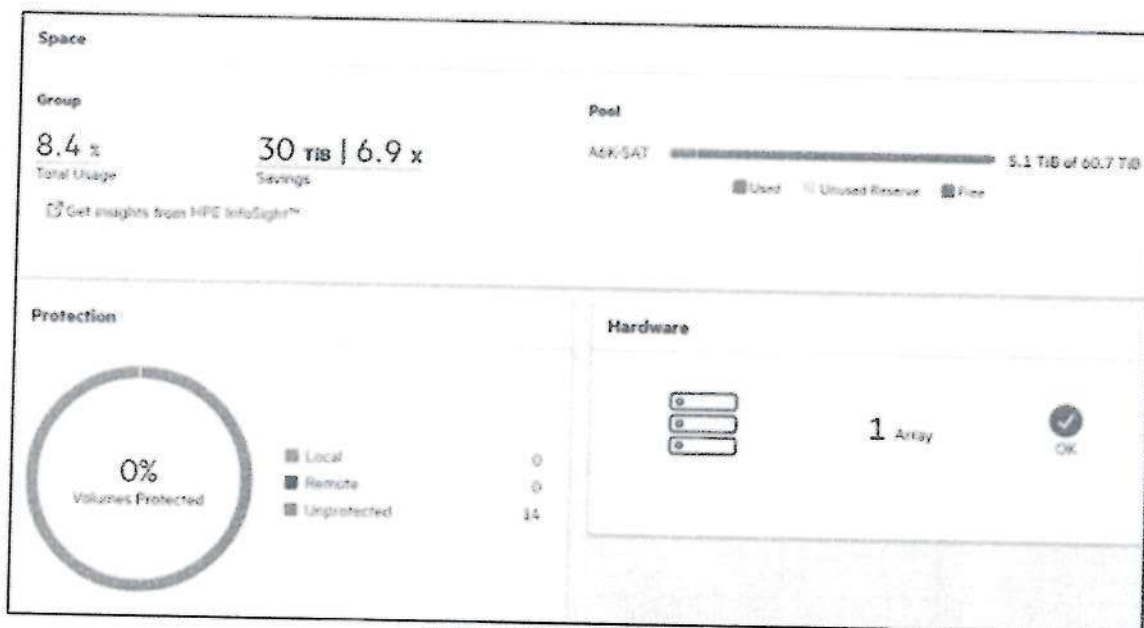 Space
Group
8.4 %
Total Usage
30 TiB | 6.9 x
Savings
Get insights from HPE InfoSight™
Pool
A6K-SAT
5.1 TiB of 60.7 TiB
Used
Unused Reserve
Free
Protection
0%
Volumes Protected
Local 0
Remote 0
Unprotected 14
Hardware
1 Array
OK